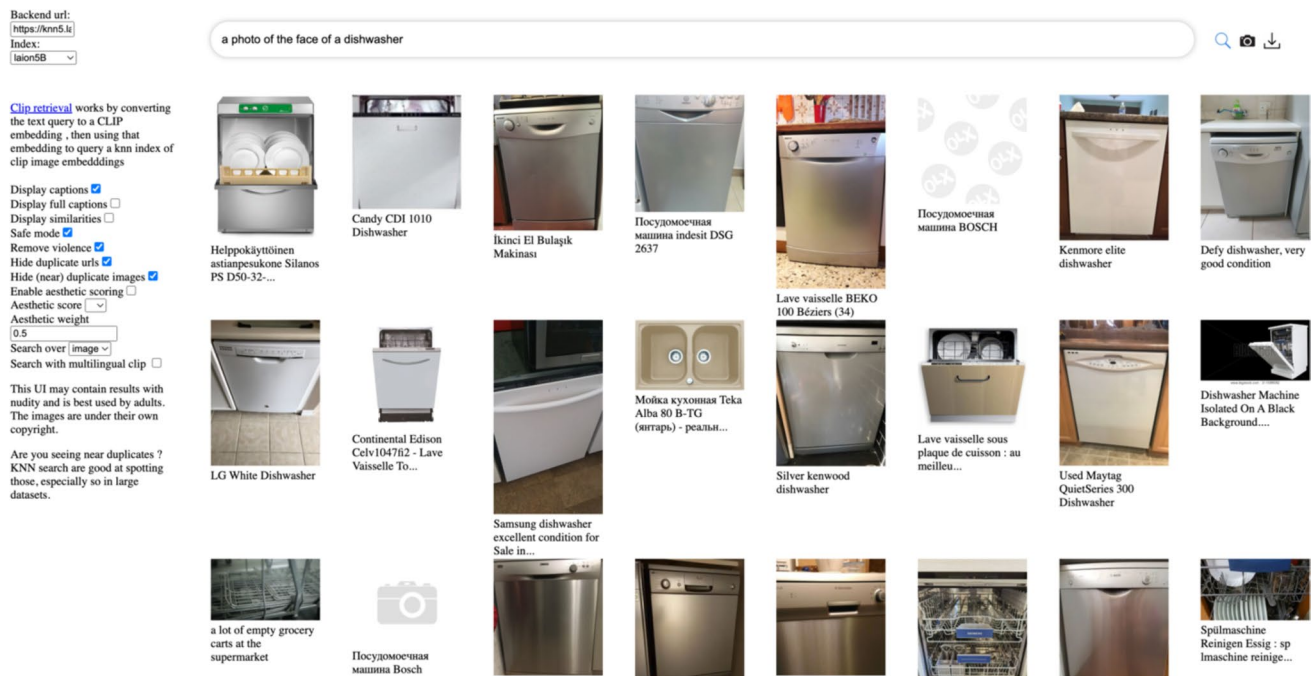 Backend url:
https://knn5.la
Index:
laion5B
a photo of the face of a dishwasher
Clip retrieval works by converting
the text query to a CLIP
embedding , then using that
embedding to query a knn index of
clip image embedddings
Display captions
Display full captions
Display similarities
Safe mode
Remove violence
Hide duplicate urls
Hide (near) duplicate images
Enable aesthetic scoring
Aesthetic score
Aesthetic weight
0.5
Search over image
Search with multilingual clip
This UI may contain results with
nudity and is best used by adults.
The images are under their own
copyright.
Are you seeing near duplicates ?
KNN search are good at spotting
those, especially so in large
datasets.
Helppokäyttöinen
astianpesukone Silanos
PS D50-32-...
Candy CDI 1010
Dishwasher
İkinci El Bulaşık
Makinası
Посудомоечная
машина indesit DSG
2637
Lave vaisselle BEKO
100 Béziers (34)
Посудомоечная
машина BOSCH
Kenmore elite
dishwasher
Defy dishwasher, very
good condition
LG White Dishwasher
Continental Edison
Celv1047fi2 - Lave
Vaisselle To...
Samsung dishwasher
excellent condition for
Sale in...
Мойка кухонная Teka
Alba 80 B-TG
(янтарь) - реальн...
Silver kenwood
dishwasher
Lave vaisselle sous
plaque de cuisson : au
meilleu...
Used Maytag
QuietSeries 300
Dishwasher
Dishwasher Machine
Isolated On A Black
Background....
a lot of empty grocery
carts at the
supermarket
Посудомоечная
машина Bosch
Spülmaschine
Reinigen Essig : sp
lmaschine reinige...